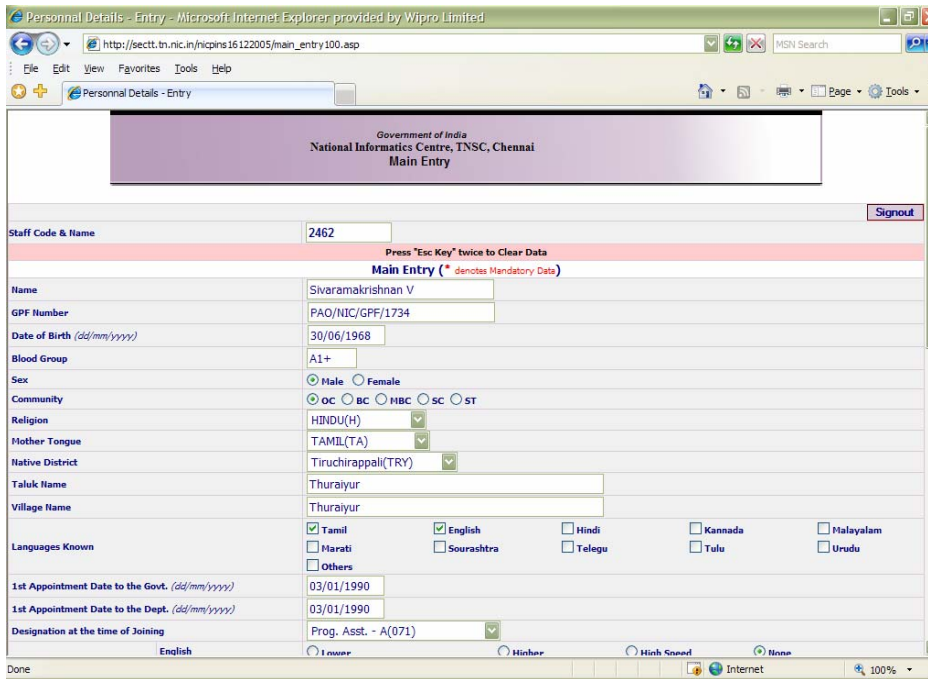 Personnal Details - Entry - Microsoft Internet Explorer provided by Wipro Limited
http://sectt.tn.nic.in/nicpins16122005/main_entry100.asp MSN Search
File Edit View Favorites Tools Help
Personnal Details - Entry Page Tools
Government of India
National Informatics Centre, TNSC, Chennai
Main Entry
Signout
Staff Code & Name 2462
Press "Esc Key" twice to Clear Data
Main Entry (* denotes Mandatory Data)
Name Sivaramakrishnan V
GPF Number PAO/NIC/GPF/1734
Date of Birth (dd/mm/yyyy) 30/06/1968
Blood Group A1+
Sex Male Female
Community OC BC MBC SC ST
Religion HINDU(H)
Mother Tongue TAMIL(TA)
Native District Tiruchirappali(TRY)
Taluk Name Thuraiyur
Village Name Thuraiyur
Tamil English Hindi Kannada Malayalam
Languages Known Marati Sourashtra Telegu Tulu Urudu
Others
1st Appointment Date to the Govt. (dd/mm/yyyy) 03/01/1990
1st Appointment Date to the Dept. (dd/mm/yyyy) 03/01/1990
Designation at the time of Joining Prog. Asst. - A(071)
English Lower Higher High Speed None
Done Internet 100%